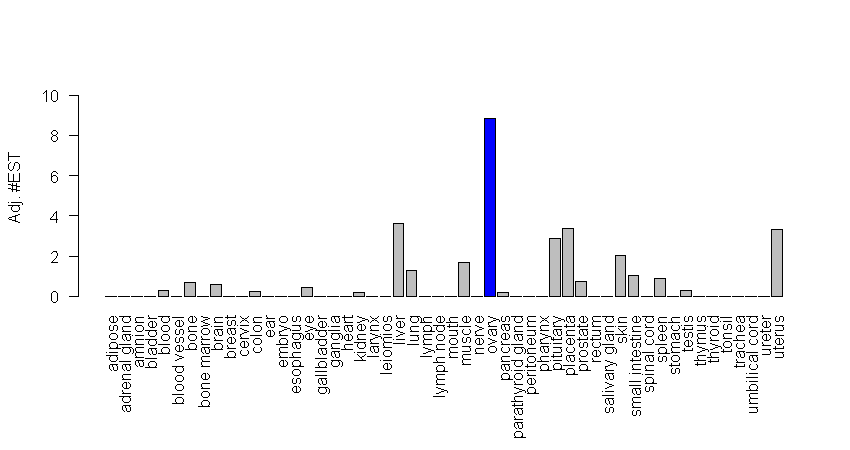 10
8
6
4
2
0
Adj. #EST
adipose
adrenal gland
amnion
bladder
blood
blood vessel
bone
bone marrow
brain
breast
cervix
colon
ear
embryo
esophagus
eye
gallbladder
ganglia
heart
kidney
larynx
leiomios
liver
lung
lymph
lymph node
mouth
muscle
nerve
ovary
pancreas
parathyroid gland
peritoneum
pharynx
pituitary
placenta
prostate
rectum
salivary gland
skin
small intestine
spinal cord
spleen
stomach
testis
thymus
thyroid
tonsil
trachea
umbilical cord
ureter
uterus